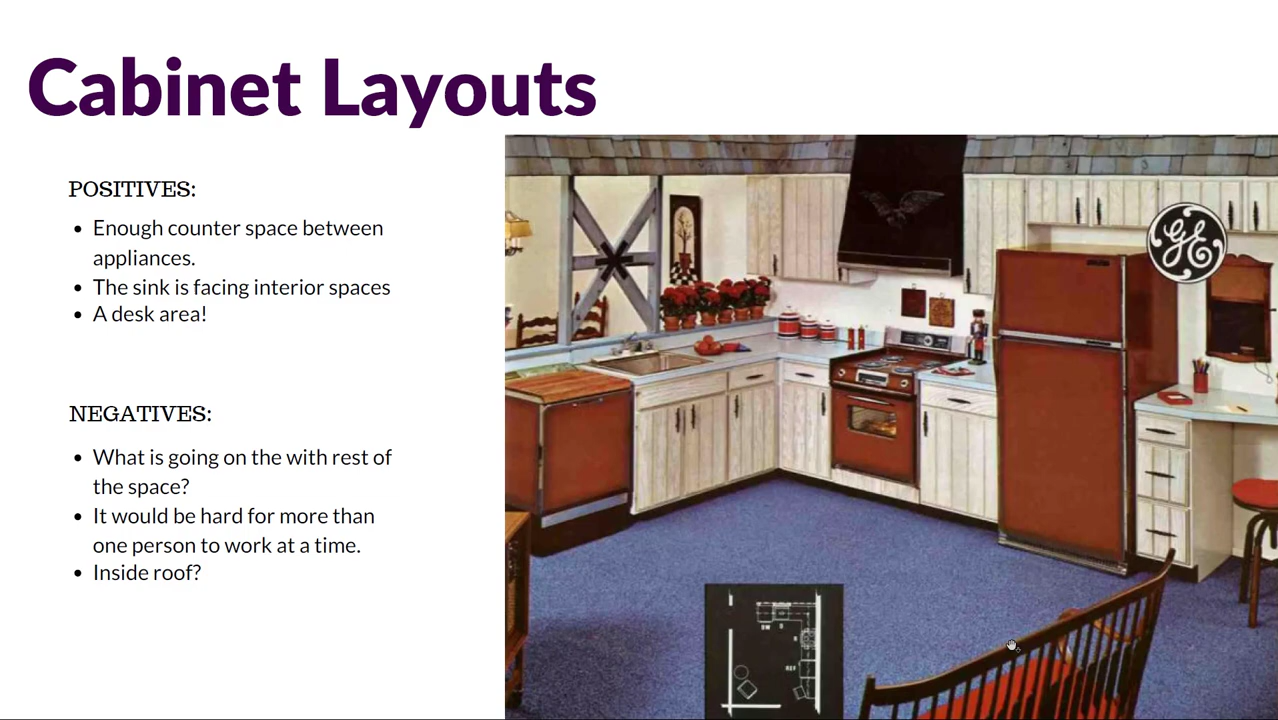 Cabinet Layouts
POSITIVES:
• Enough counter space between
appliances.
• The sink is facing interior spaces
• A desk area!
NEGATIVES:
• What is going on the with rest of
the space?
• It would be hard for more than
one person to work at a time.
• Inside roof?
GE
DW
REF